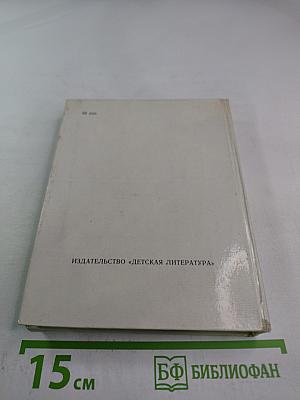 ИЗДАТЕЛЬСТВО «ДЕТСКАЯ ЛИТЕРАТУРА»
15 см
БФ БИБЛИОФАН